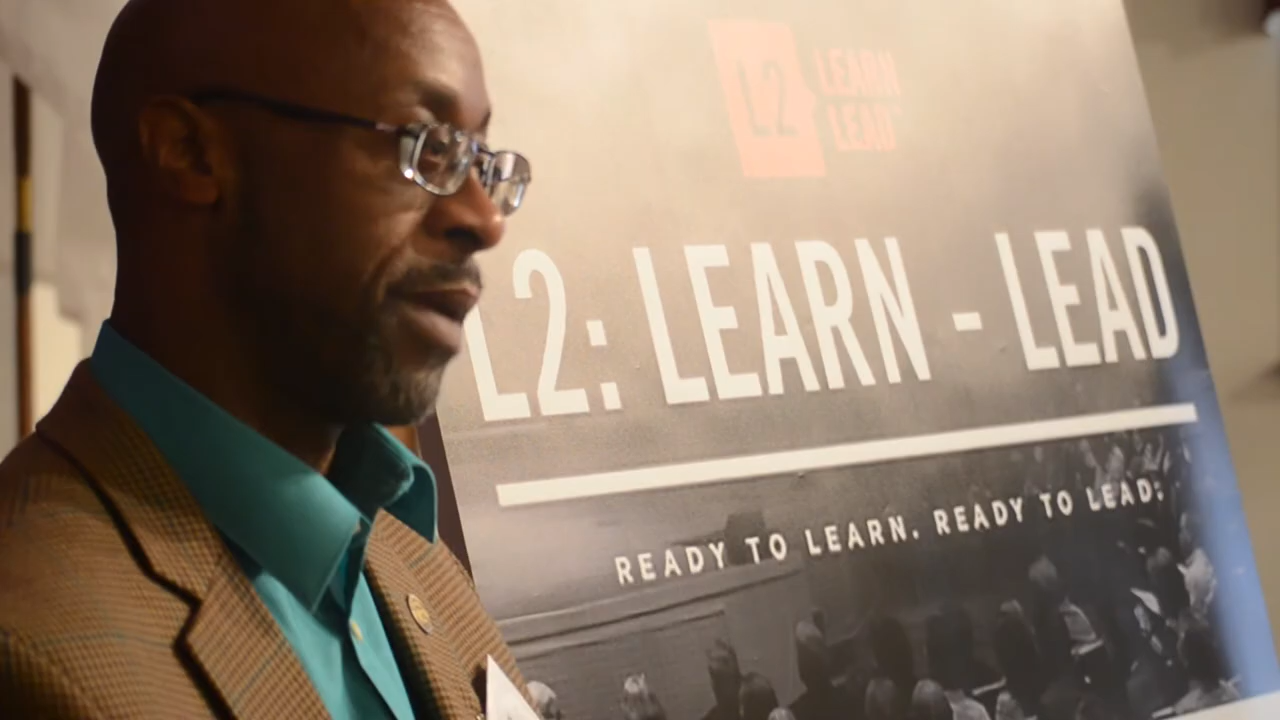 L2
LEARN
LEAD
L2: LEARN - LEAD
READY TO LEARN. READY TO LEAD.